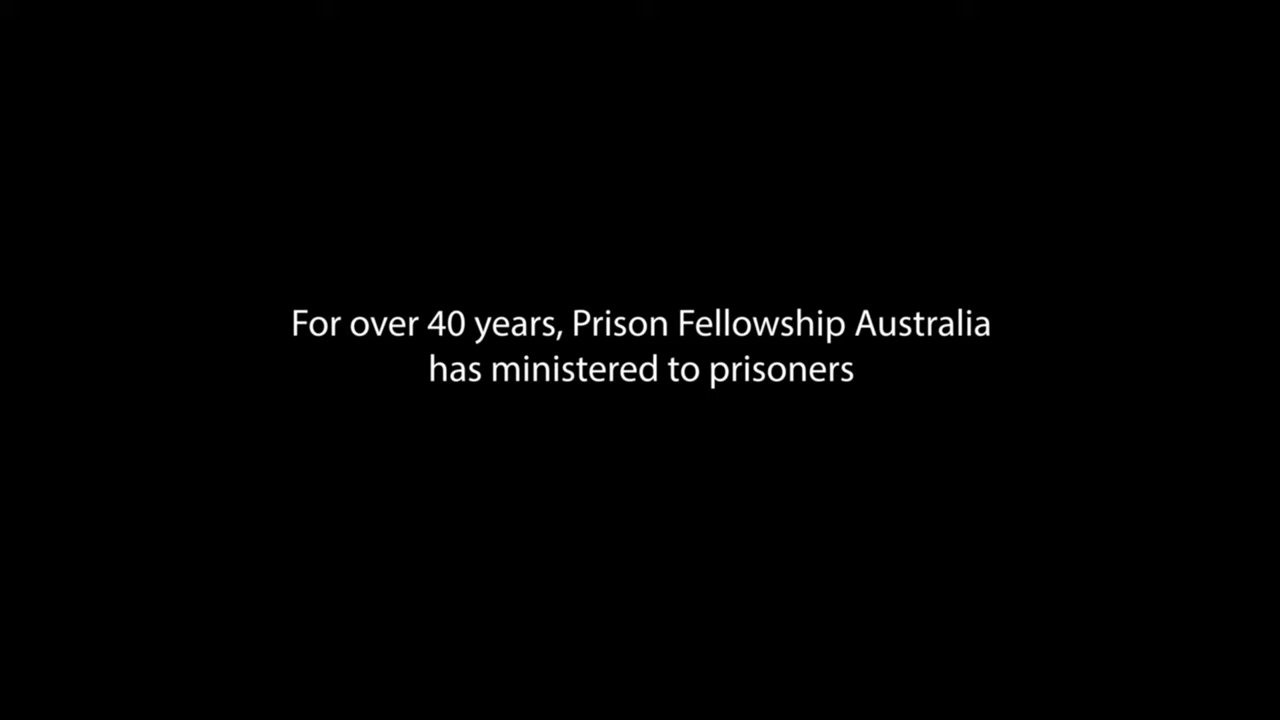 For over 40 years, Prison Fellowship Australia
has ministered to prisoners